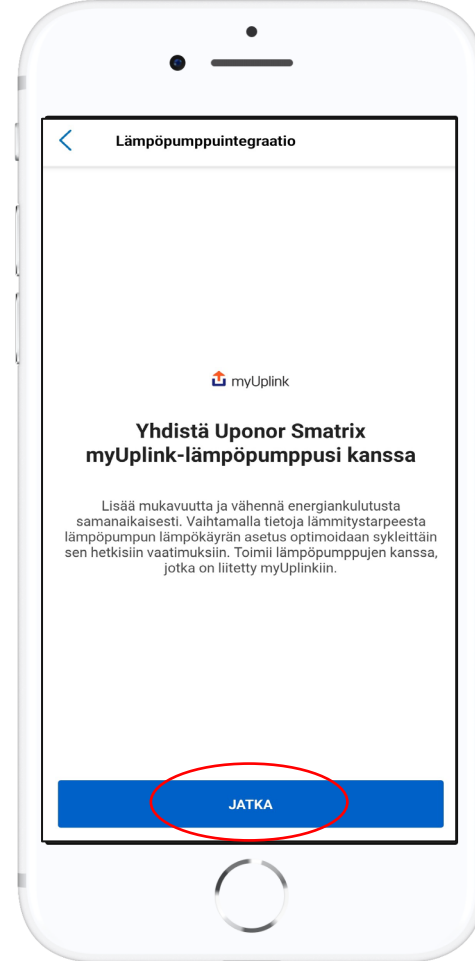 Lämpöpumppuintegraatio
myUplink
Yhdistä Uponor Smatrix
myUplink-lämpöpumppusi kanssa
Lisää mukavuutta ja vähennä energiankulutusta
samanaikaisesti. Vaihtamalla tietoja lämmitystarpeesta
lämpöpumpun lämpökäyrän asetus optimoidaan sykleittäin
sen hetkisiin vaatimuksiin. Toimii lämpöpumppujen kanssa,
jotka on liitetty myUplinkiin.
JATKA